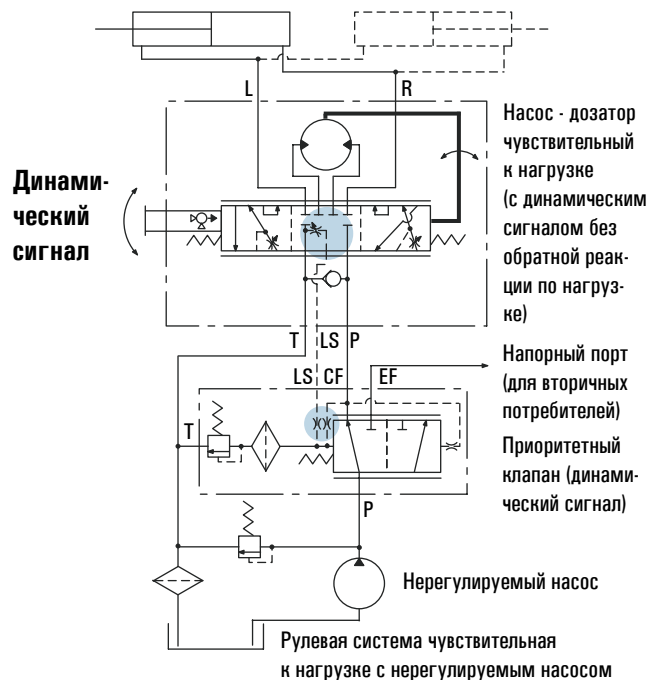 L
R
Динами-
ческий
сигнал
Насос - дозатор
чувствительный
к нагрузке
(с динамическим
сигналом без
обратной реак-
ции по нагруз-
ке)
T LS P
LS CF EF
Напорный порт
(для вторичных
потребителей)
T
Приоритетный
клапан (динами-
ческий сигнал)
P
Нерегулируемый насос
Рулевая система чувствительная
к нагрузке с нерегулируемым насосом